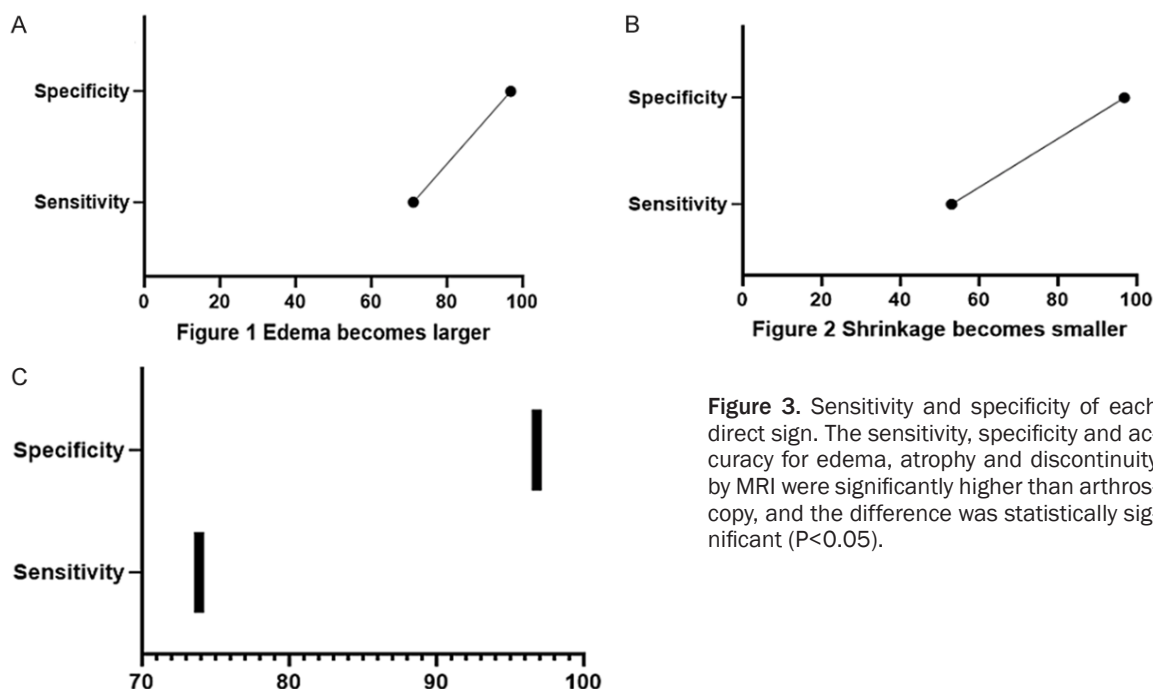 A
Specificity
Sensitivity
0 20 40 60 80 100
Figure 1 Edema becomes larger
B
Specificity
Sensitivity
0 20 40 60 80 100
Figure 2 Shrinkage becomes smaller
C
Specificity
Sensitivity
70 80 90 100
Figure 3. Sensitivity and specificity of each
direct sign. The sensitivity, specificity and ac-
curacy for edema, atrophy and discontinuity
by MRI were significantly higher than arthros-
copy, and the difference was statistically sig-
nificant (P<0.05).